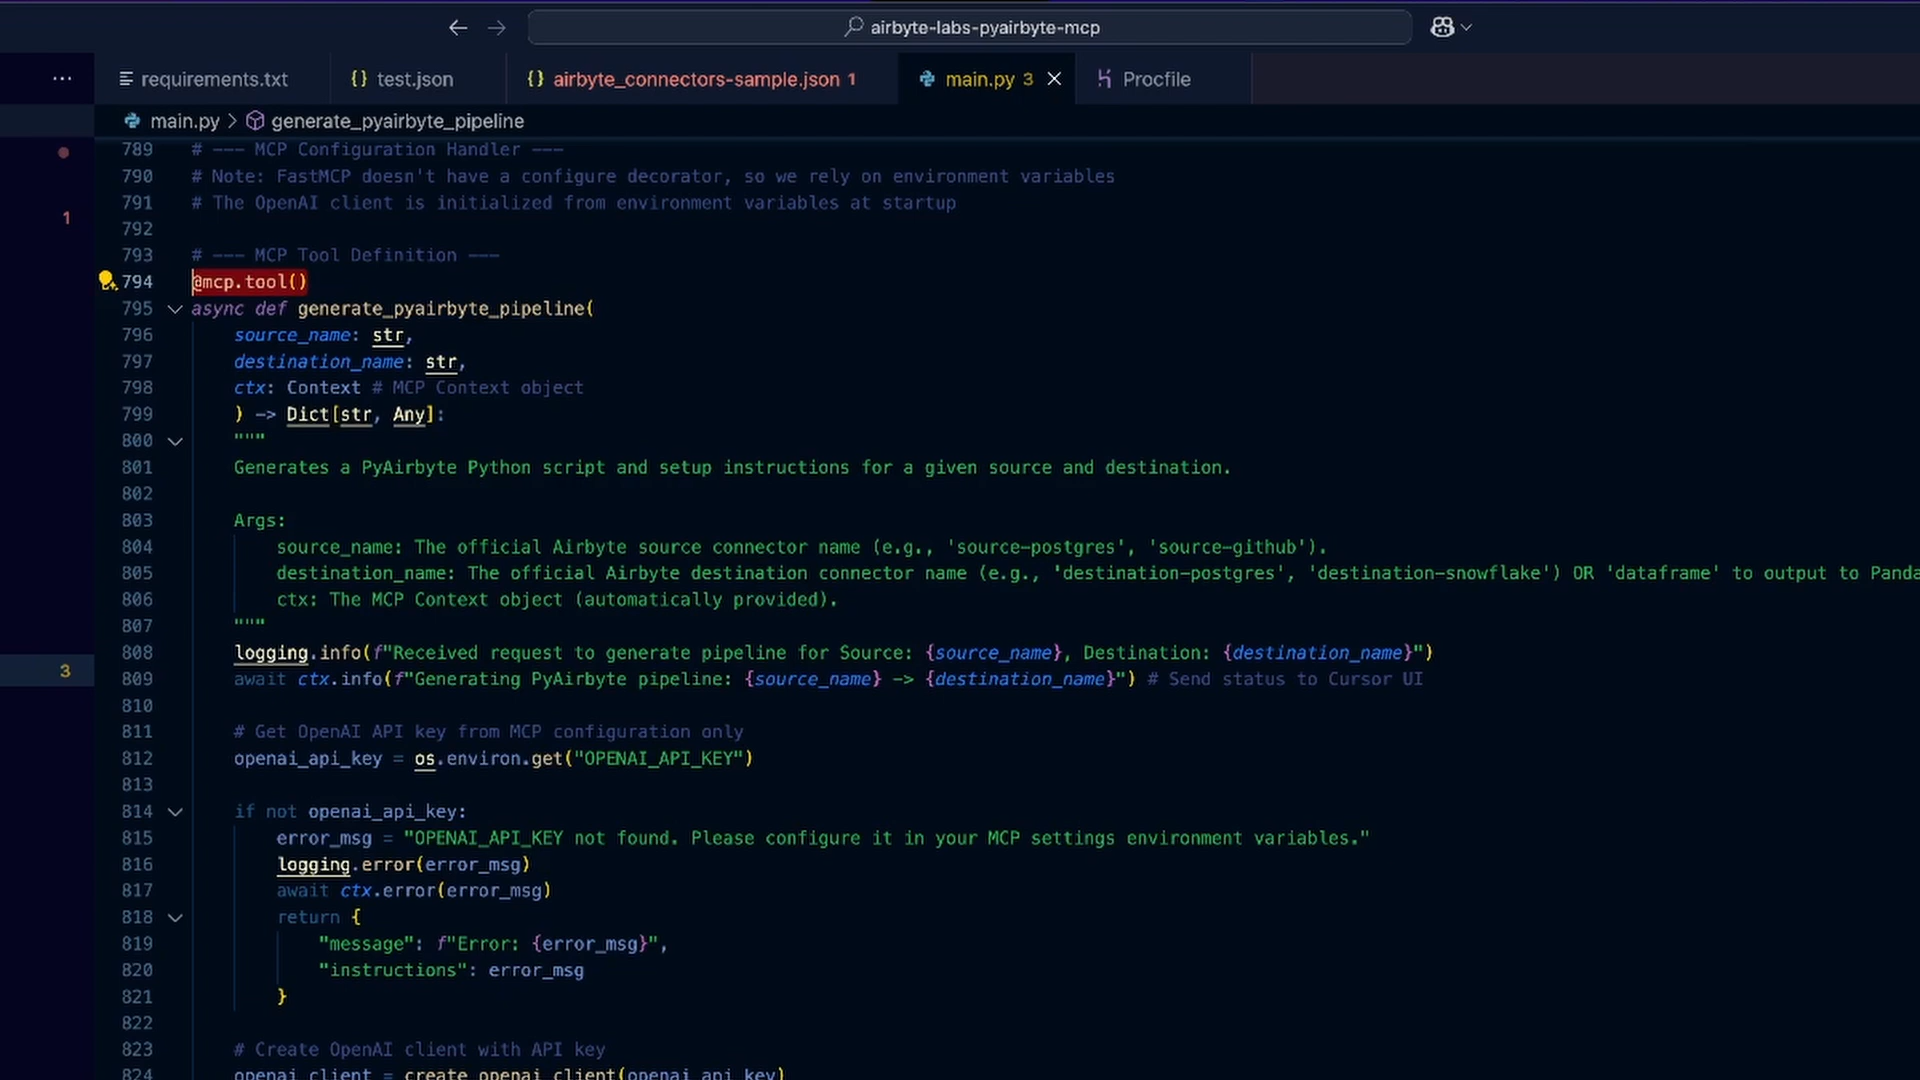 airbyte-labs-pyairbyte-mcp
requirements.txt
{} test.json
{} airbyte_connectors-sample.json 1
main.py 3
Procfile
main.py > generate_pyairbyte_pipeline
789 # --- MCP Configuration Handler ---
790 # Note: FastMCP doesn't have a configure decorator, so we rely on environment variables
791 # The OpenAI client is initialized from environment variables at startup
792
793 # --- MCP Tool Definition ---
794 @mcp.tool()
795 async def generate_pyairbyte_pipeline(
796 source_name: str,
797 destination_name: str,
798 ctx: Context # MCP Context object
799 ) -> Dict[str, Any]:
800 """
801 Generates a PyAirbyte Python script and setup instructions for a given source and destination.
802
803 Args:
804 source_name: The official Airbyte source connector name (e.g., 'source-postgres', 'source-github').
805 destination_name: The official Airbyte destination connector name (e.g., 'destination-postgres', 'destination-snowflake') OR 'dataframe' to output to Panda
806 ctx: The MCP Context object (automatically provided).
807 """
808 logging.info(f"Received request to generate pipeline for Source: {source_name}, Destination: {destination_name}")
809 await ctx.info(f"Generating PyAirbyte pipeline: {source_name} -> {destination_name}") # Send status to Cursor UI
810
811 # Get OpenAI API key from MCP configuration only
812 openai_api_key = os.environ.get("OPENAI_API_KEY")
813
814 if not openai_api_key:
815 error_msg = "OPENAI_API_KEY not found. Please configure it in your MCP settings environment variables."
816 logging.error(error_msg)
817 await ctx.error(error_msg)
818 return {
819 "message": f"Error: {error_msg}",
820 "instructions": error_msg
821 }
822
823 # Create OpenAI client with API key
824 openai_client = create_openai_client(openai_api_key)
1
3